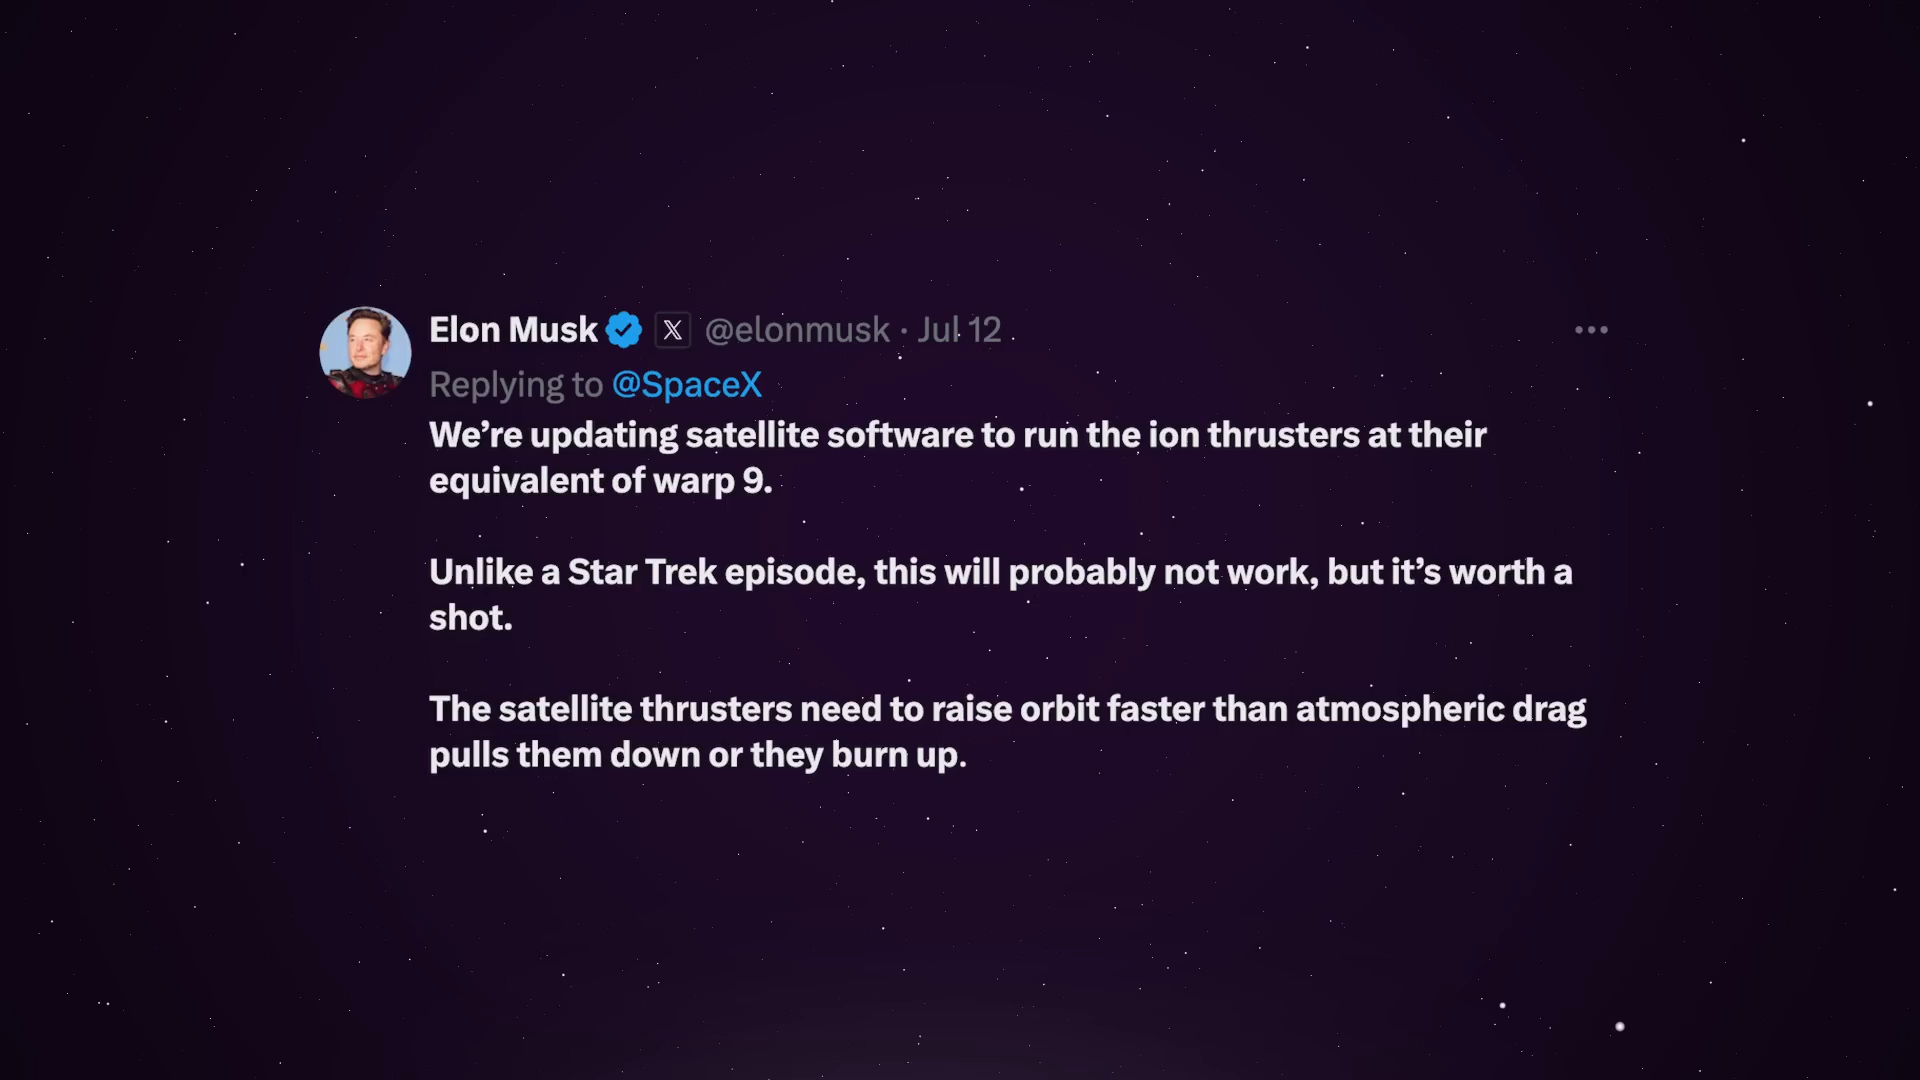 Elon Musk X @elonmusk · Jul 12
Replying to @SpaceX
We’re updating satellite software to run the ion thrusters at their
equivalent of warp 9.
Unlike a Star Trek episode, this will probably not work, but it’s worth a
shot.
The satellite thrusters need to raise orbit faster than atmospheric drag
pulls them down or they burn up.